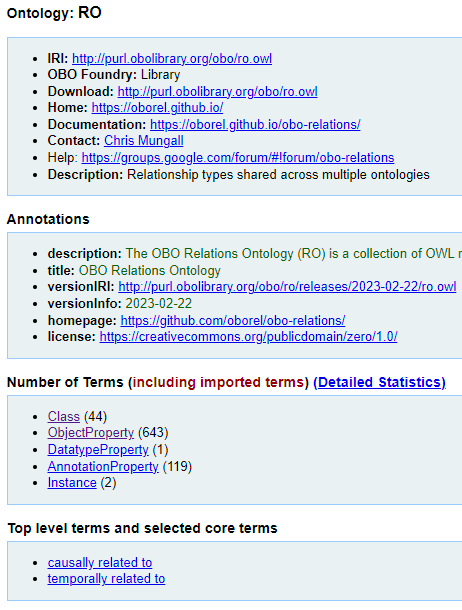 Ontology: RO
IRI: http://purl.obolibrary.org/obo/ro.owl
OBO Foundry: Library
Download: http://purl.obolibrary.org/obo/ro.owl
Home: https://oborel.github.io/
Documentation: https://oborel.github.io/obo-relations/
Contact: Chris Mungall
Help: https://groups.google.com/forum/#!forum/obo-relations
Description: Relationship types shared across multiple ontologies
Annotations
description: The OBO Relations Ontology (RO) is a collection of OWL
title: OBO Relations Ontology
versionIRI: http://purl.obolibrary.org/obo/ro/releases/2023-02-22/ro.owl
versionInfo: 2023-02-22
homepage: https://github.com/oborel/obo-relations/
license: https://creativecommons.org/publicdomain/zero/1.0/
Number of Terms (including imported terms) (Detailed Statistics)
Class (44)
ObjectProperty (643)
DatatypeProperty (1)
AnnotationProperty (119)
Instance (2)
Top level terms and selected core terms
causally related to
temporally related to